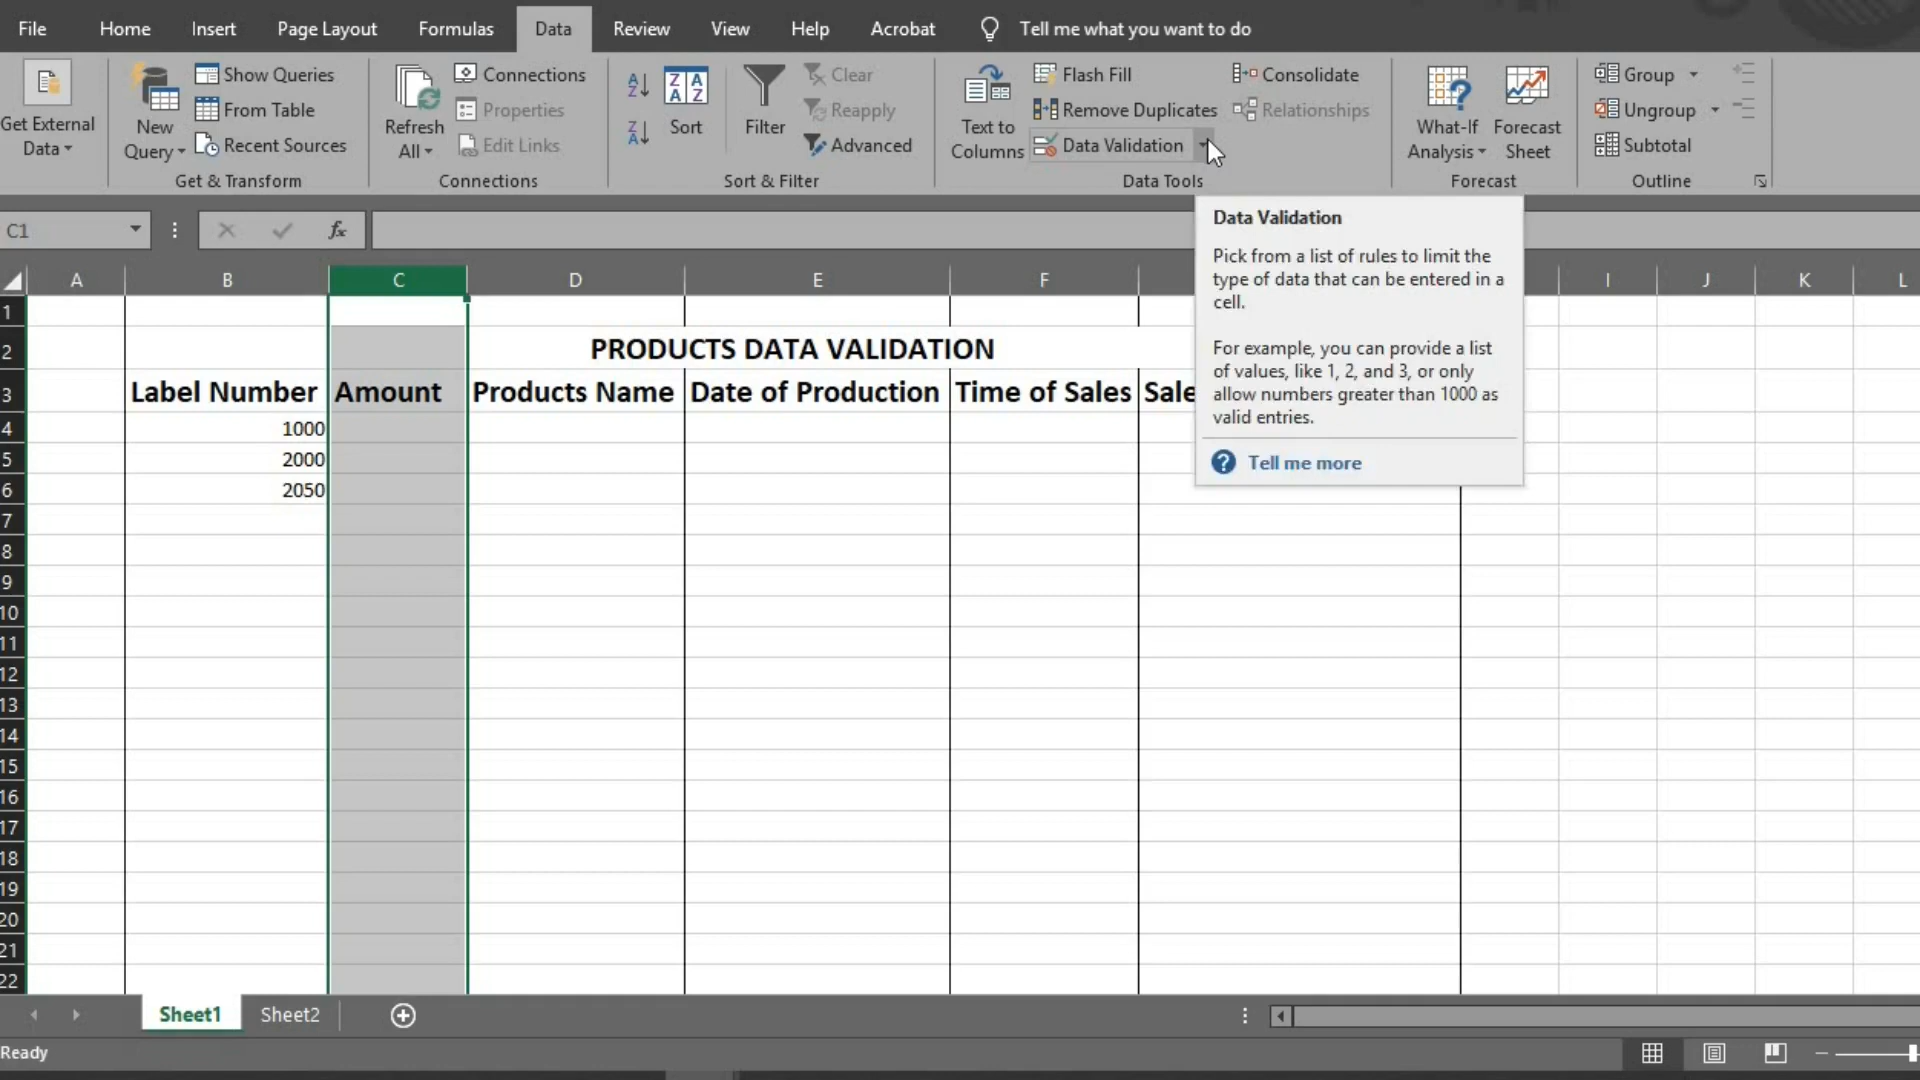 File Home Insert Page Layout Formulas Data Review View Help Acrobat Tell me what you want to do
Get External Data
New Query
Show Queries
From Table
Recent Sources
Get & Transform
Refresh All
Connections
Properties
Edit Links
Connections
A Z
Z A
Z A A Z
Sort
Filter
Clear
Reapply
Advanced
Sort & Filter
Text to Columns
Flash Fill
Remove Duplicates
Data Validation
Consolidate
Relationships
Data Tools
What-If Analysis
Forecast Sheet
Forecast
Group
Ungroup
Subtotal
Outline
C1 fx
Data Validation
Pick from a list of rules to limit the
type of data that can be entered in a
cell.
For example, you can provide a list
of values, like 1, 2, and 3, or only
allow numbers greater than 1000 as
valid entries.
? Tell me more
A B C D E F I J K L
1
2 PRODUCTS DATA VALIDATION
3 Label Number Amount Products Name Date of Production Time of Sales Sale
4 1000
5 2000
6 2050
7
8
9
10
11
12
13
14
15
16
17
18
19
20
21
22
Sheet1 Sheet2
Ready